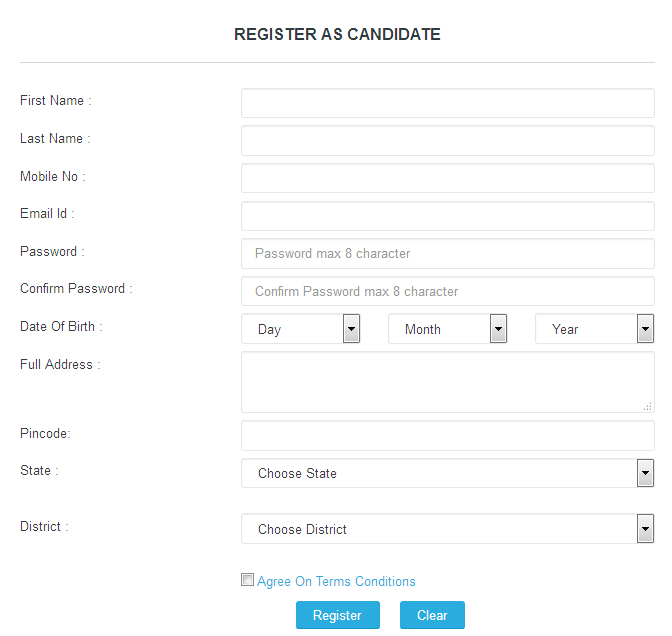 REGISTER AS CANDIDATE
First Name :
Last Name :
Mobile No :
Email Id :
Password : Password max 8 character
Confirm Password : Confirm Password max 8 character
Date Of Birth : Day Month Year
Full Address :
Pincode:
State : Choose State
District : Choose District
Agree On Terms Conditions
Register Clear